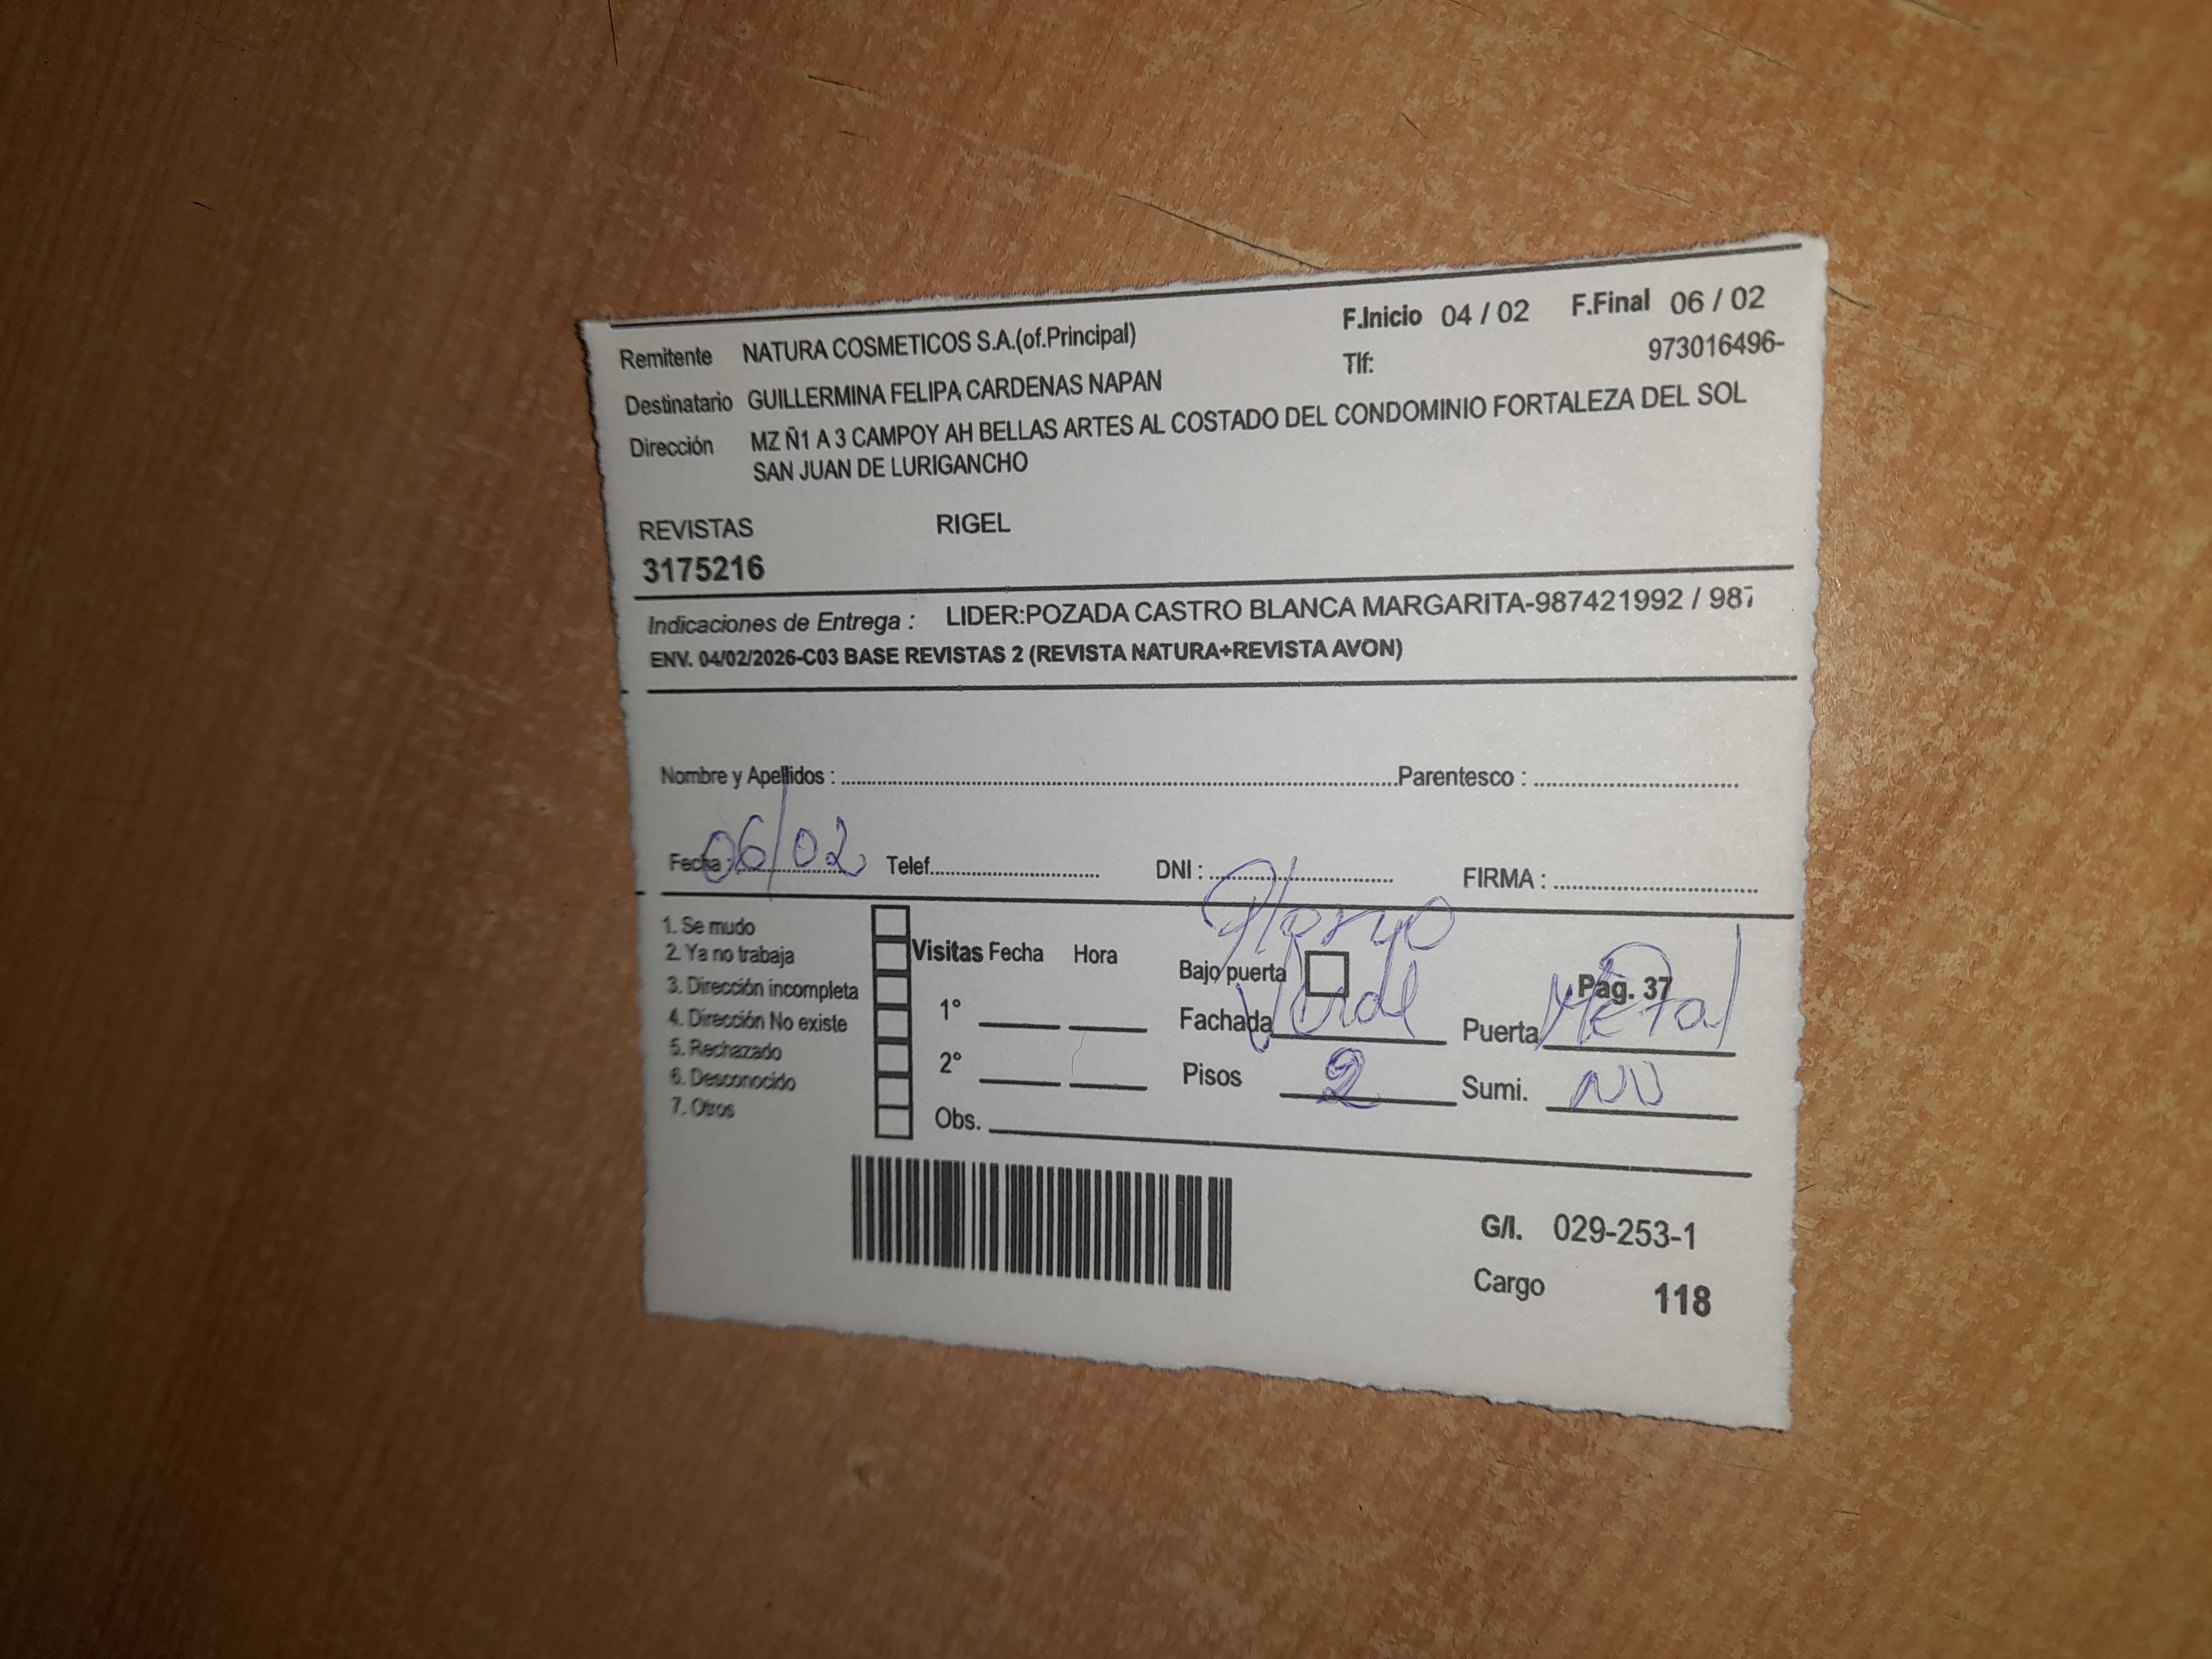 Remitente NATURA COSMETICOS S.A.(of.Principal) F.Inicio 04 / 02 F.Final 06 / 02
Tlf: 973016496-
Destinatario GUILLERMINA FELIPA CARDENAS NAPAN
Dirección MZ Ñ1 A 3 CAMPOY AH BELLAS ARTES AL COSTADO DEL CONDOMINIO FORTALEZA DEL SOL
SAN JUAN DE LURIGANCHO
REVISTAS RIGEL
3175216
Indicaciones de Entrega : LIDER:POZADA CASTRO BLANCA MARGARITA-987421992 / 987
ENV. 04/02/2026-C03 BASE REVISTAS 2 (REVISTA NATURA+REVISTA AVON)
Nombre y Apellidos : Parentesco :
Fecha : 06/02 Telef. DNI : FIRMA :
1. Se mudo
2. Ya no trabaja
3. Dirección incompleta
4. Dirección No existe
5. Rechazado
6. Desconocido
7. Otros
Visitas Fecha Hora
1°
2°
Obs.
Bajo puerta Pág. 37
Fachada Verde Puerta Metal
Pisos 2 Sumi. NO
G/I. 029-253-1
Cargo 118